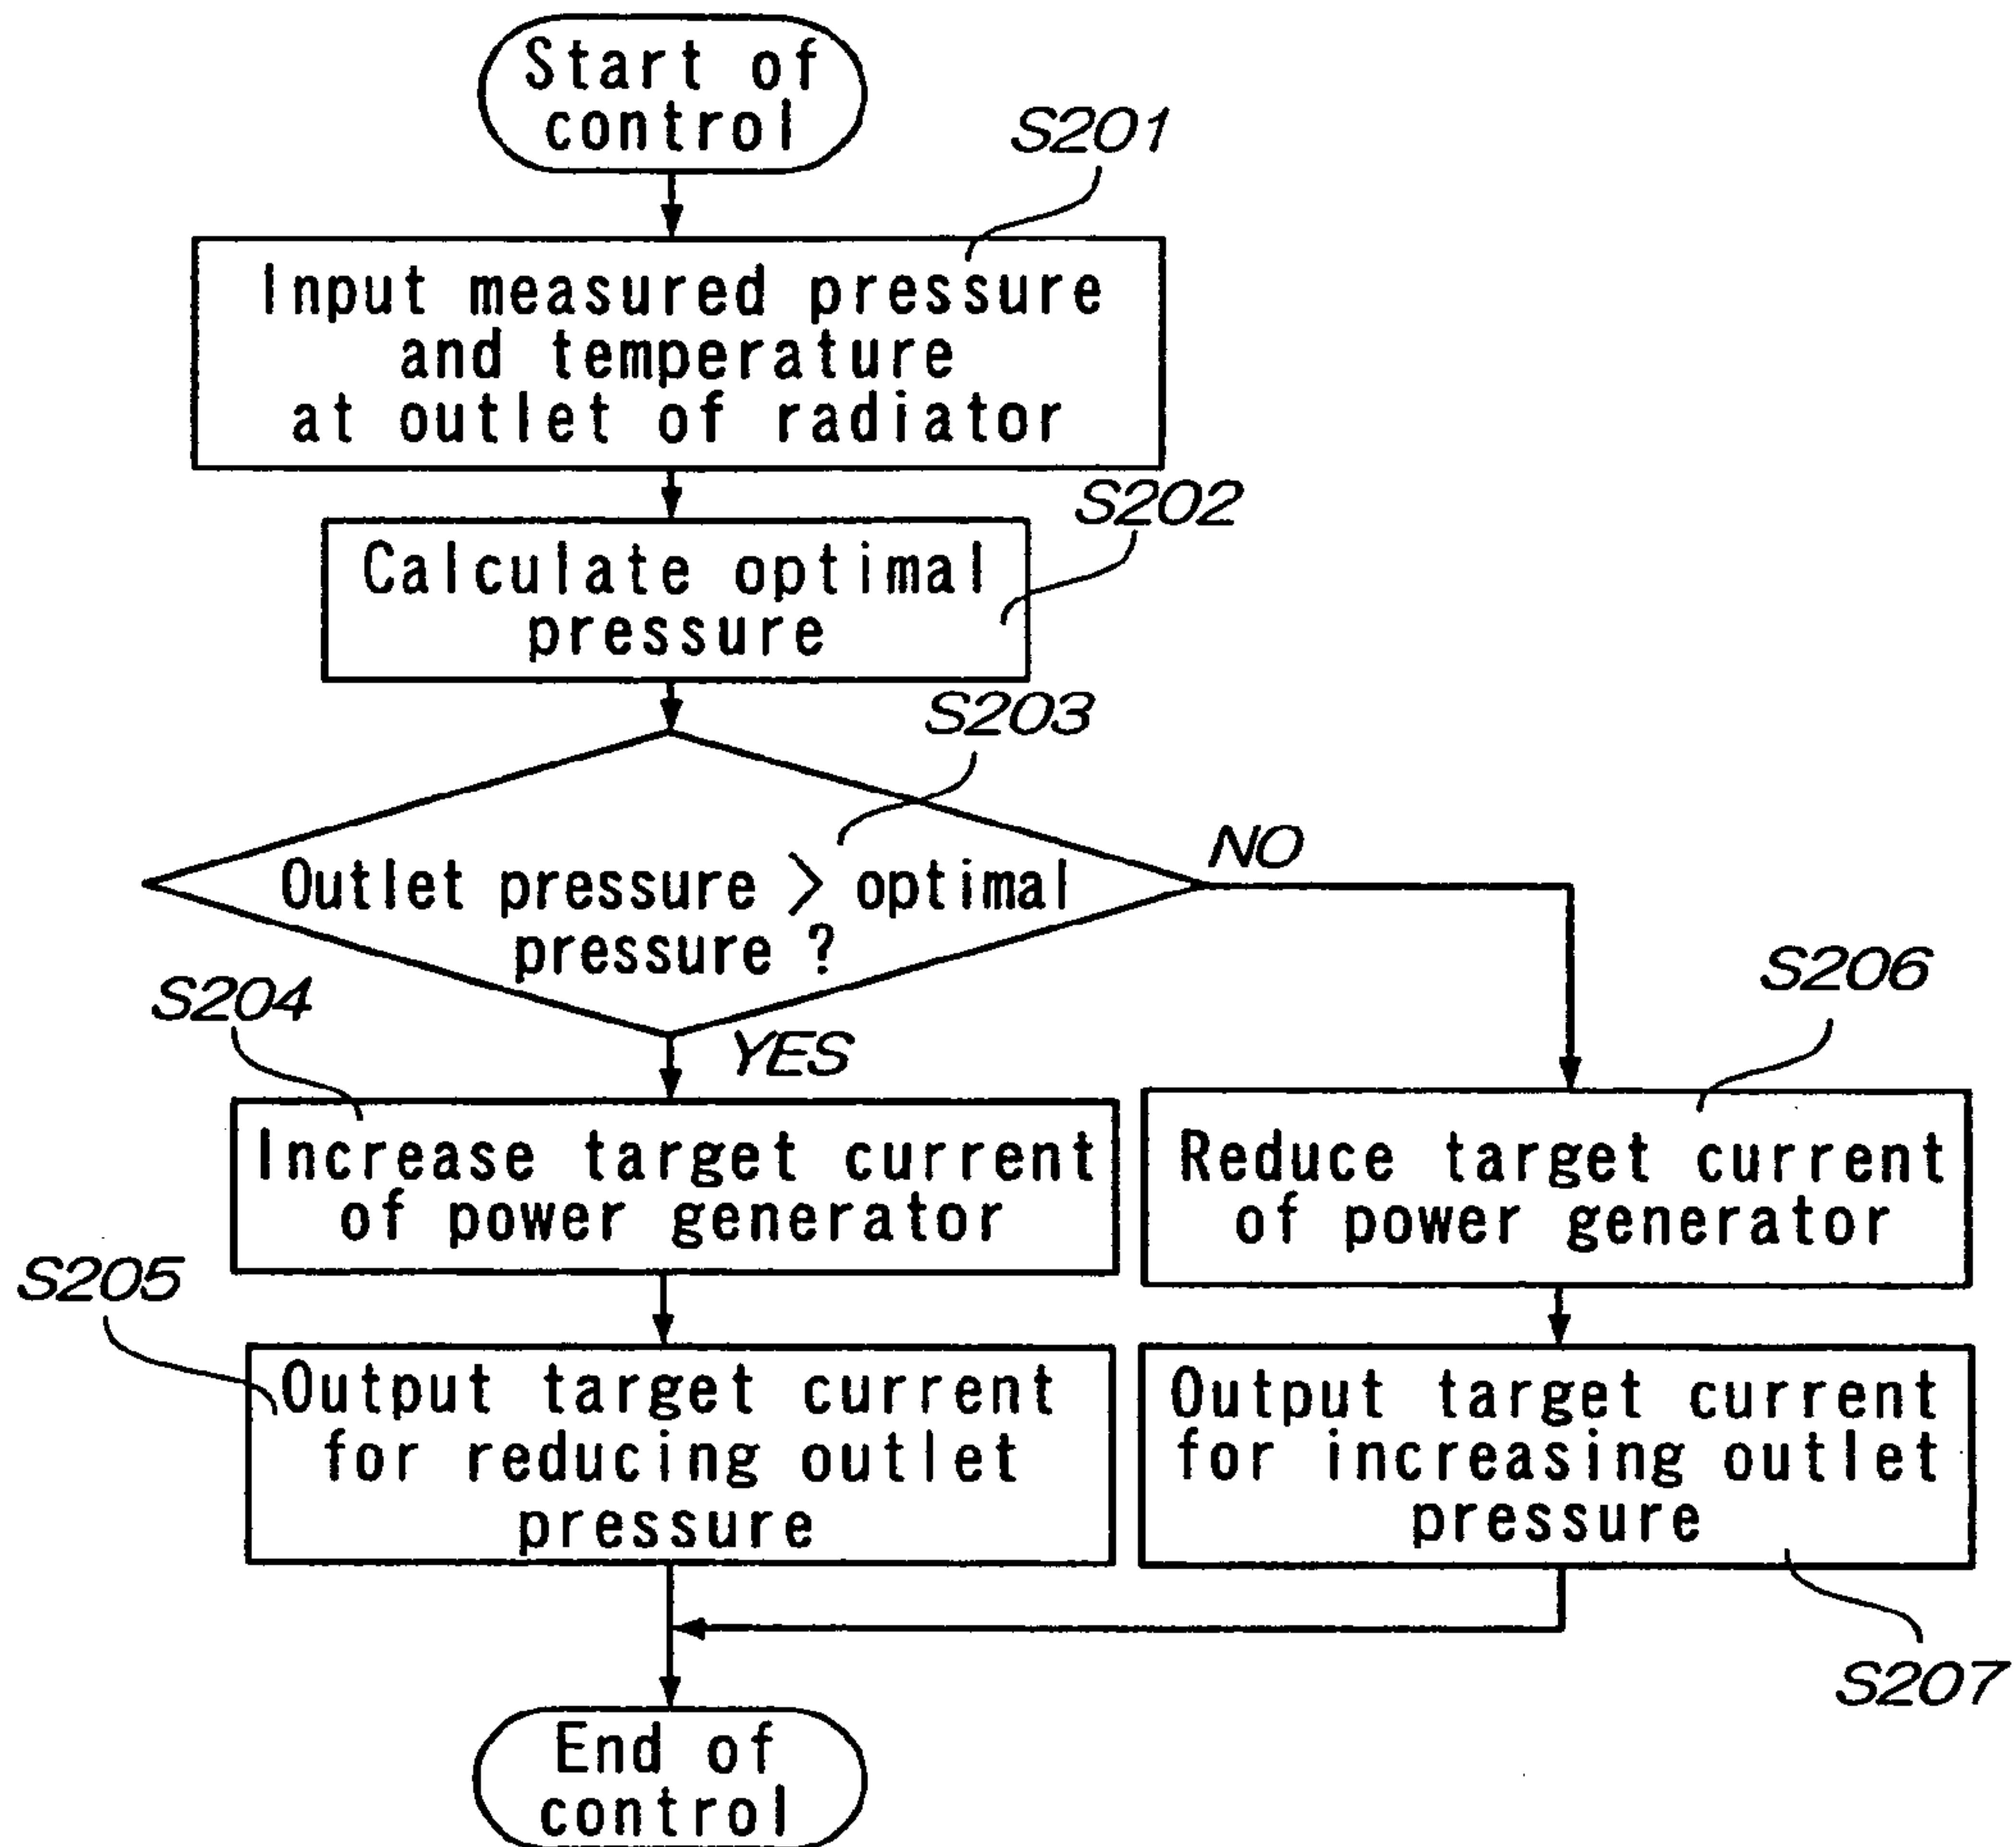 Start of
control
S201
Input measured pressure
and temperature
at outlet of radiator
S202
Calculate optimal
pressure
S203
Outlet pressure > optimal
pressure ?
NO
YES
S204
Increase target current
of power generator
S206
Reduce target current
of power generator
S205
Output target current
for reducing outlet
pressure
Output target current
for increasing outlet
pressure
S207
End of
control